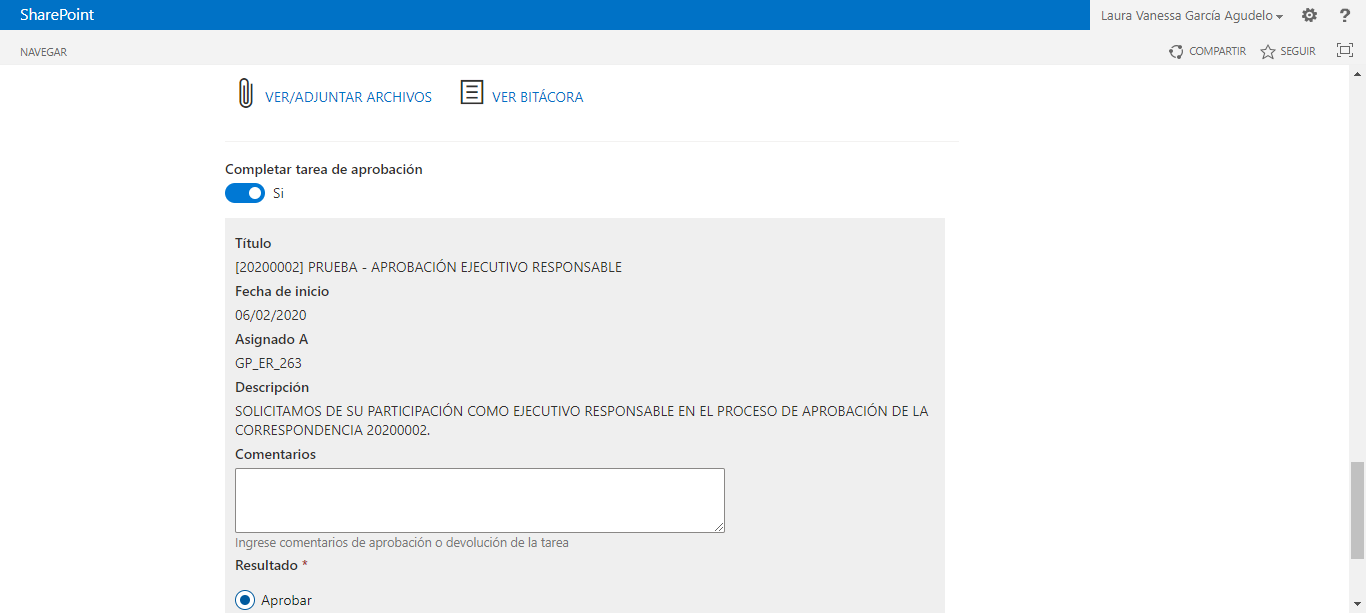 SharePoint
Laura Vanessa García Agudelo
?
NAVEGAR
COMPARTIR
SEGUIR
VER/ADJUNTAR ARCHIVOS
VER BITÁCORA
Completar tarea de aprobación
Si
Título
[20200002] PRUEBA - APROBACIÓN EJECUTIVO RESPONSABLE
Fecha de inicio
06/02/2020
Asignado A
GP_ER_263
Descripción
SOLICITAMOS DE SU PARTICIPACIÓN COMO EJECUTIVO RESPONSABLE EN EL PROCESO DE APROBACIÓN DE LA
CORRESPONDENCIA 20200002.
Comentarios
Ingrese comentarios de aprobación o devolución de la tarea
Resultado *
Aprobar